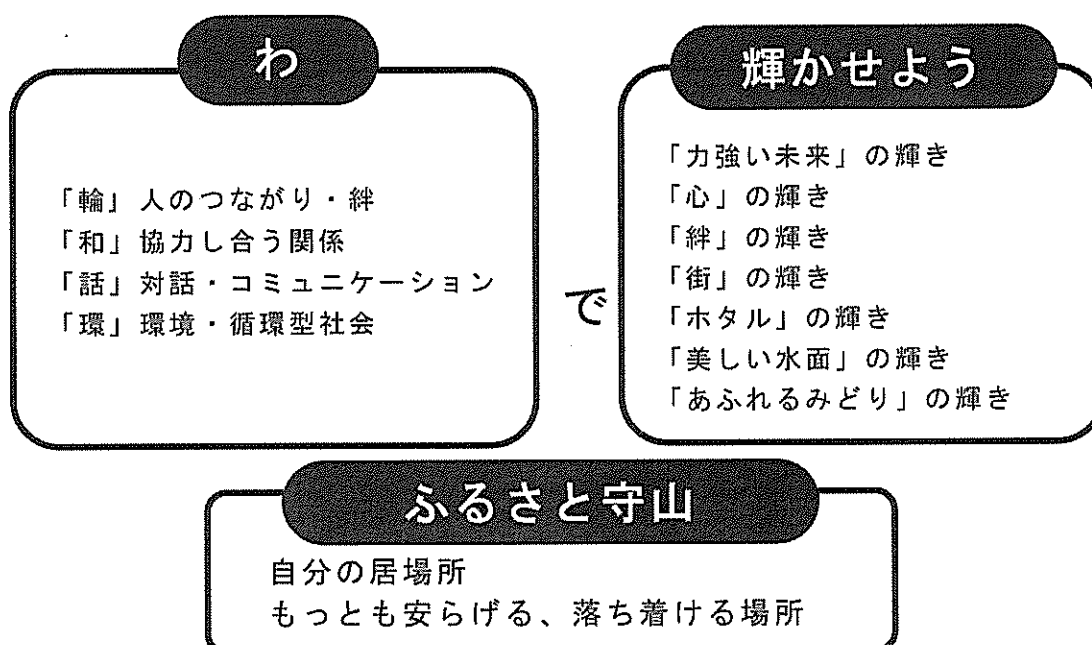 わ
「輪」人のつながり・絆
「和」協力し合う関係
「話」対話・コミュニケーション
「環」環境・循環型社会
で
輝かせよう
「力強い未来」の輝き
「心」の輝き
「絆」の輝き
「街」の輝き
「ホタル」の輝き
「美しい水面」の輝き
「あふれるみどり」の輝き
ふるさと守山
自分の居場所
もっとも安らげる、落ち着ける場所